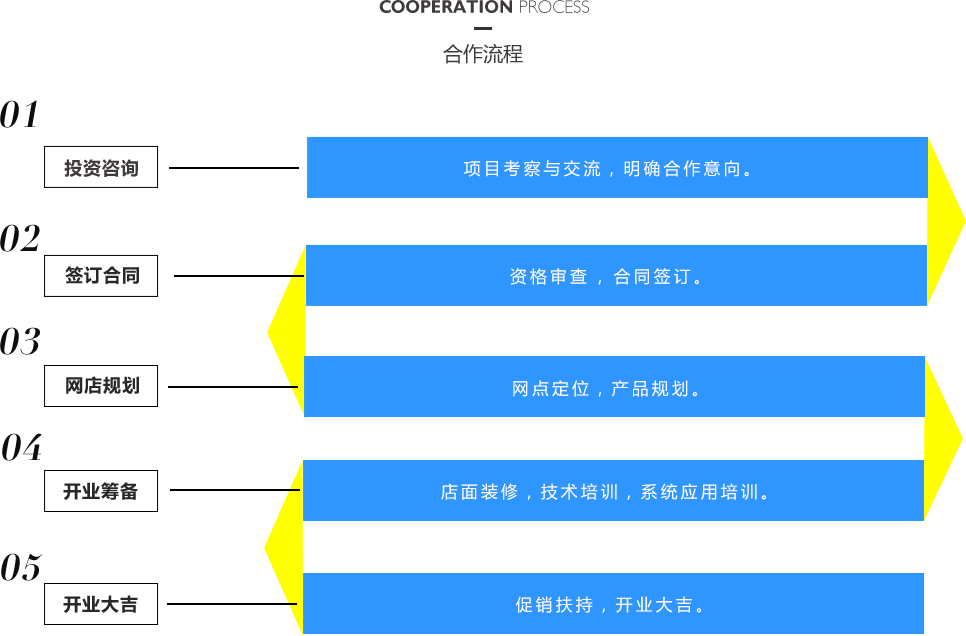 COOPERATION PROCESS
合作流程
01
投资咨询
项目考察与交流，明确合作意向。
02
签订合同
资格审查，合同签订。
03
网店规划
网点定位，产品规划。
04
开业筹备
店面装修，技术培训，系统应用培训。
05
开业大吉
促销扶持，开业大吉。